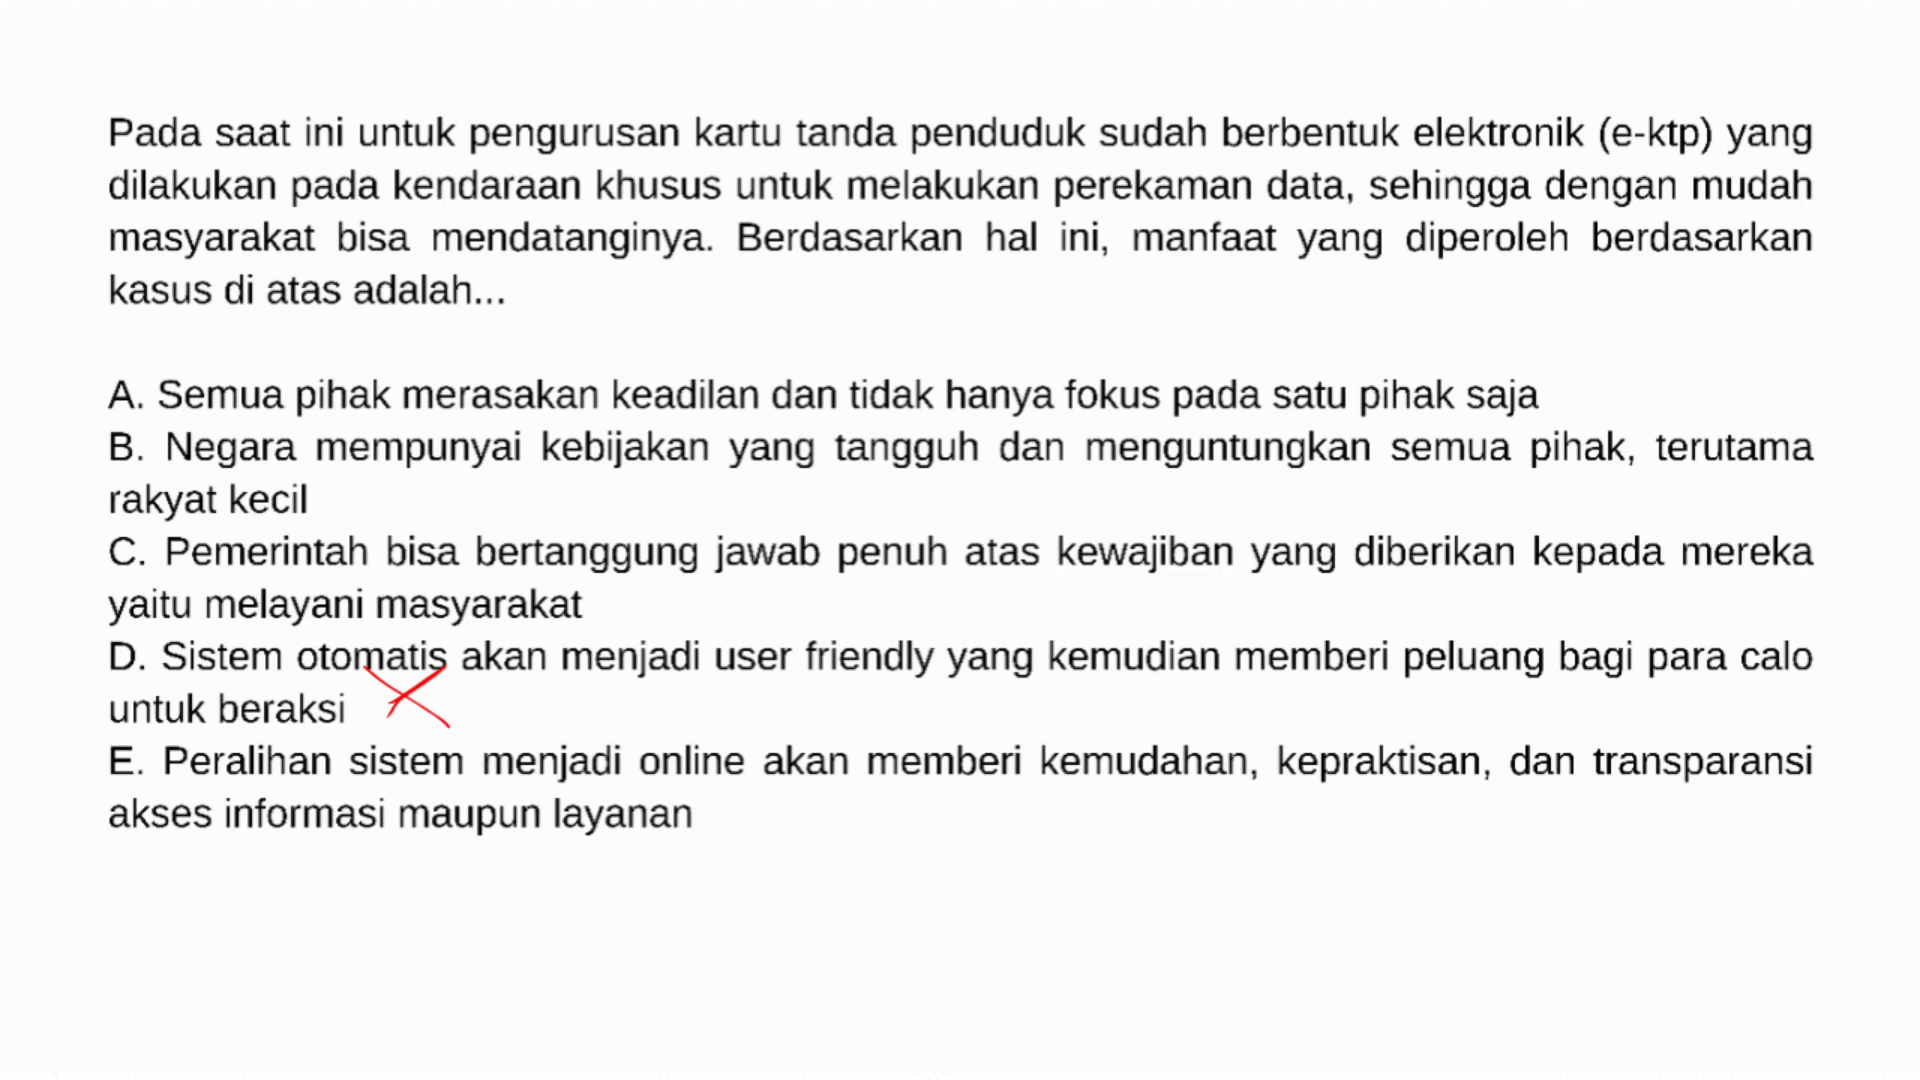 Pada saat ini untuk pengurusan kartu tanda penduduk sudah berbentuk elektronik (e-ktp) yang
dilakukan pada kendaraan khusus untuk melakukan perekaman data, sehingga dengan mudah
masyarakat bisa mendatanginya. Berdasarkan hal ini, manfaat yang diperoleh berdasarkan
kasus di atas adalah...
A. Semua pihak merasakan keadilan dan tidak hanya fokus pada satu pihak saja
B. Negara mempunyai kebijakan yang tangguh dan menguntungkan semua pihak, terutama
rakyat kecil
C. Pemerintah bisa bertanggung jawab penuh atas kewajiban yang diberikan kepada mereka
yaitu melayani masyarakat
D. Sistem otomatis akan menjadi user friendly yang kemudian memberi peluang bagi para calo
untuk beraksi
E. Peralihan sistem menjadi online akan memberi kemudahan, kepraktisan, dan transparansi
akses informasi maupun layanan